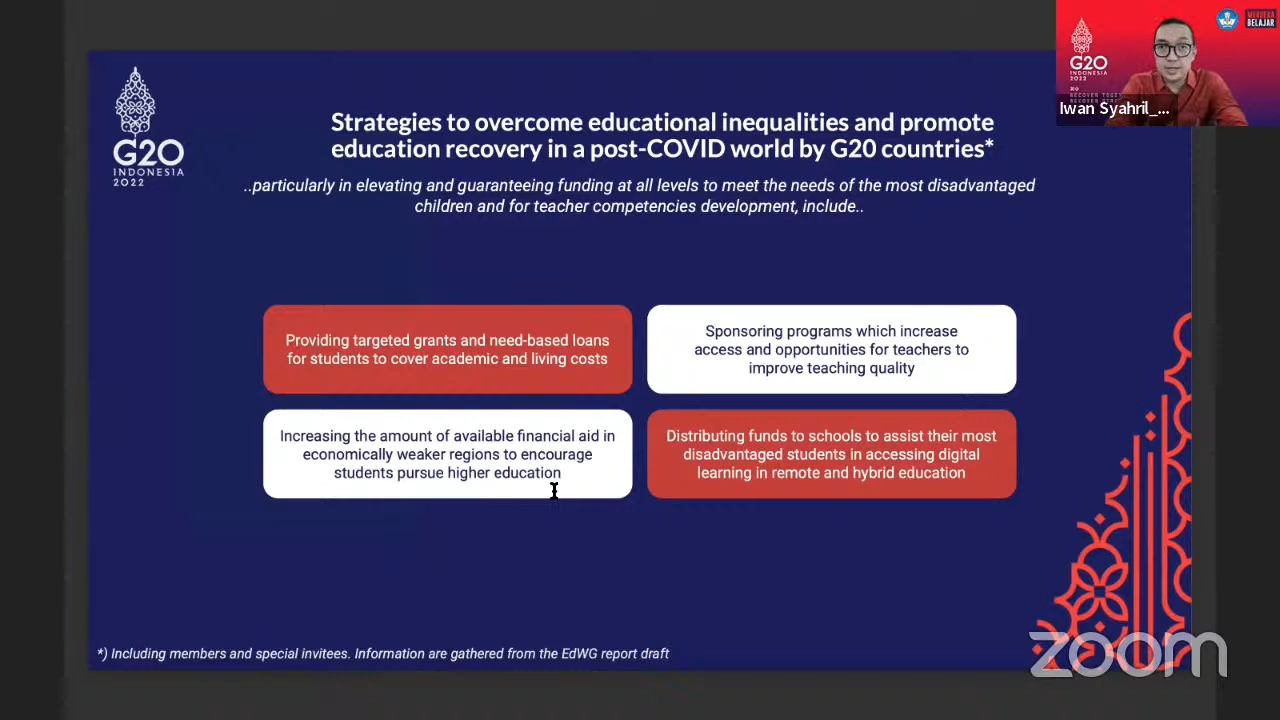 G20
INDONESIA
2022
Strategies to overcome educational inequalities and promote
education recovery in a post-COVID world by G20 countries*
..particularly in elevating and guaranteeing funding at all levels to meet the needs of the most disadvantaged
children and for teacher competencies development, include..
Providing targeted grants and need-based loans
for students to cover academic and living costs
Sponsoring programs which increase
access and opportunities for teachers to
improve teaching quality
Increasing the amount of available financial aid in
economically weaker regions to encourage
students pursue higher education
Distributing funds to schools to assist their most
disadvantaged students in accessing digital
learning in remote and hybrid education
*) Including members and special invitees. Information are gathered from the EdWG report draft
G20
INDONESIA
2022
MERDEKA
BELAJAR
Iwan Syahril_...
zoom